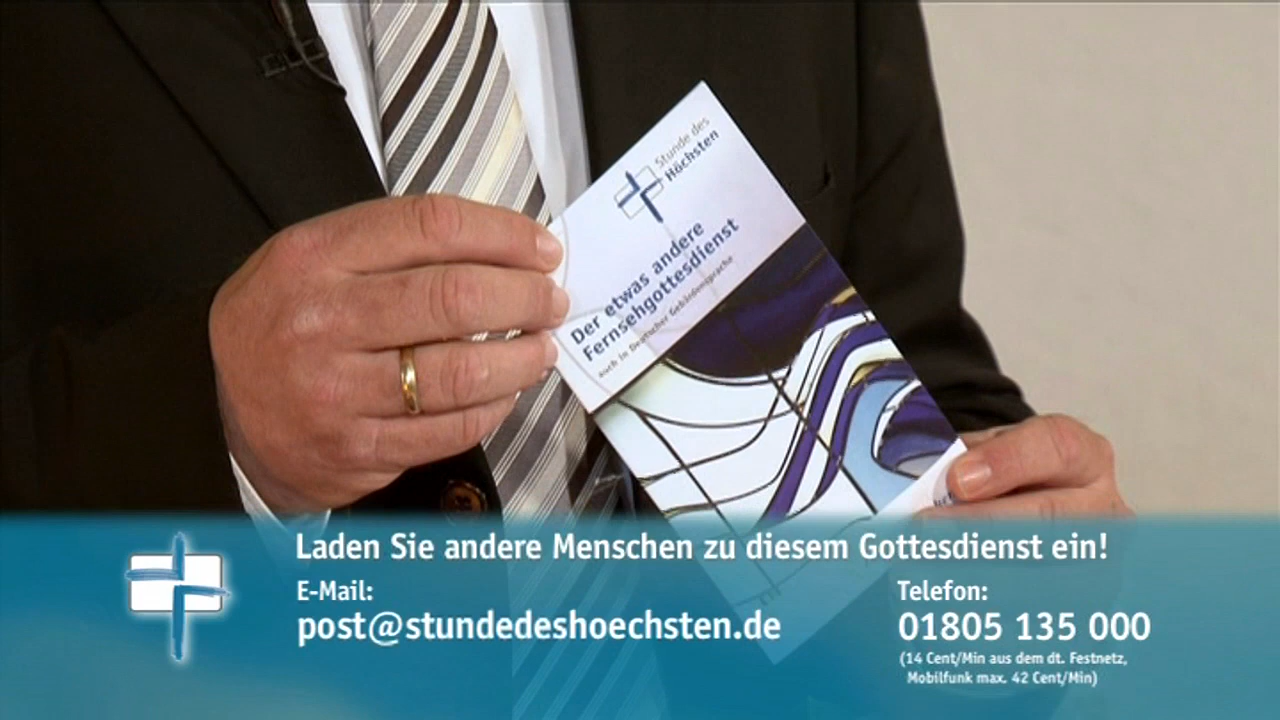 Stunde des
Höchsten
Der etwas andere
Fernsehgottesdienst
auch in Deutscher Gebärdensprache
Laden Sie andere Menschen zu diesem Gottesdienst ein!
E-Mail:
post@stundedeshoechsten.de
Telefon:
01805 135 000
(14 Cent/Min aus dem dt. Festnetz,
Mobilfunk max. 42 Cent/Min)